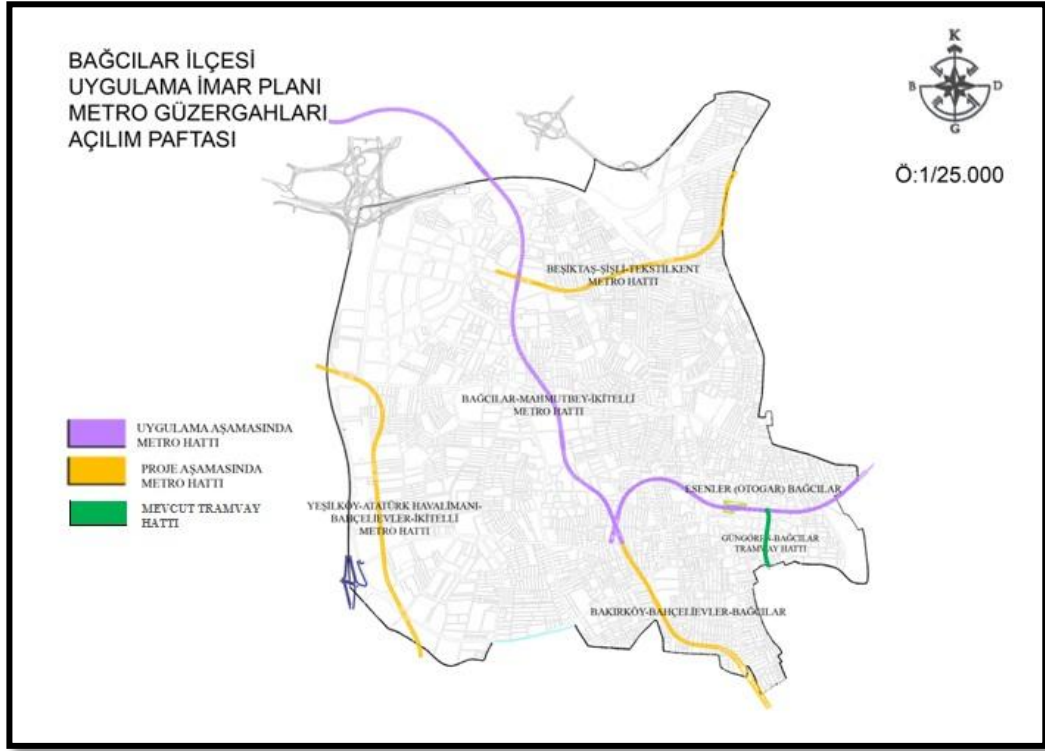 BAĞCILAR İLÇESİ
UYGULAMA İMAR PLANI
METRO GÜZERGAHLARI
AÇILIM PAFTASI
K
B
D
G
Ö:1/25.000
BEŞİKTAŞ-ŞİŞLİ-TEKSTİLKENT
METRO HATTI
BAĞCILAR-MAHMUTBEY-İKİTELLİ
METRO HATTI
UYGULAMA AŞAMASINDA
METRO HATTI
PROJE AŞAMASINDA
METRO HATTI
MEVCUT TRAMVAY
HATTI
YEŞİLKÖY-ATATÜRK HAVALİMANI-
BAHÇELİEVLER-İKİTELLİ
METRO HATTI
ESENLER (OTOGAR) BAĞCILAR
GÜNGÖREN-BAĞCILAR
TRAMVAY HATTI
BAKIRKÖY-BAHÇELİEVLER-BAĞCILAR